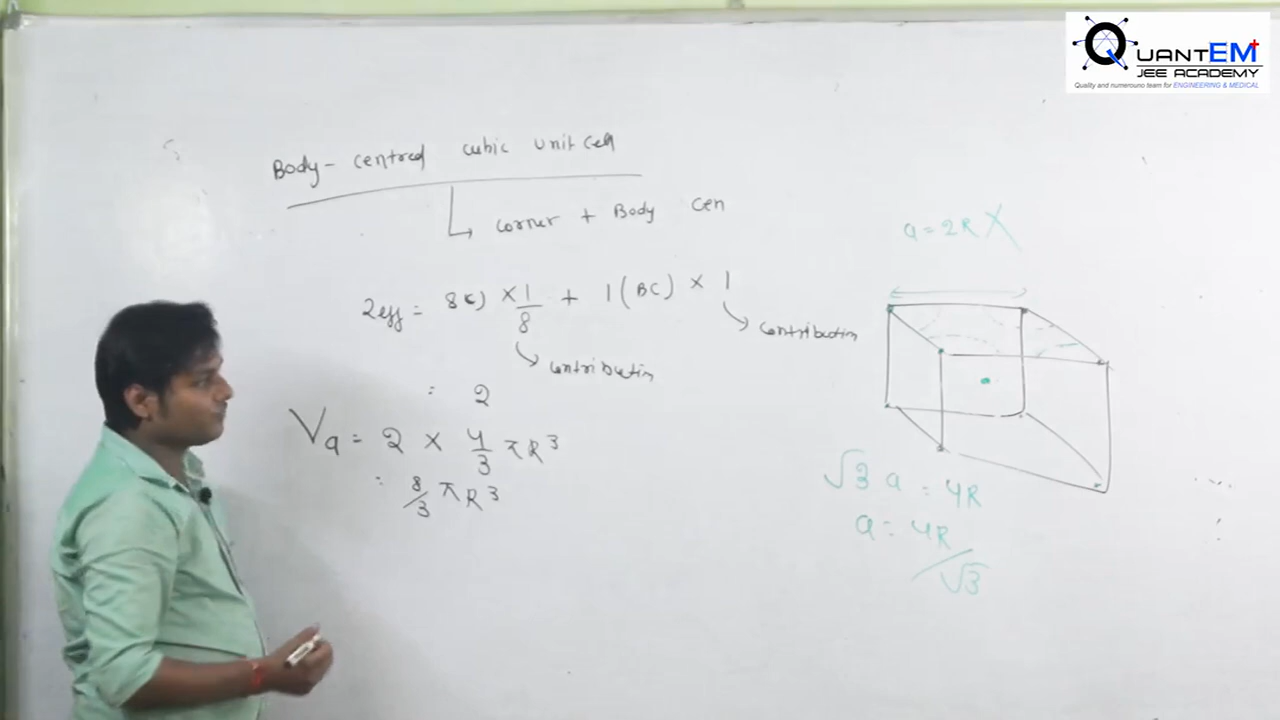 QUANTEM
JEE ACADEMY
Quality and numerouno team for ENGINEERING & MEDICAL
Body-centred cubic unit cell
corner + Body cen
a = 2R X
Zeff = 8(c) × 1/8 + 1(BC) × 1
contribution
contribution
= 2
Va = 2 × 4/3 πR³
= 8/3 πR³
√3 a = 4R
a = 4R/√3